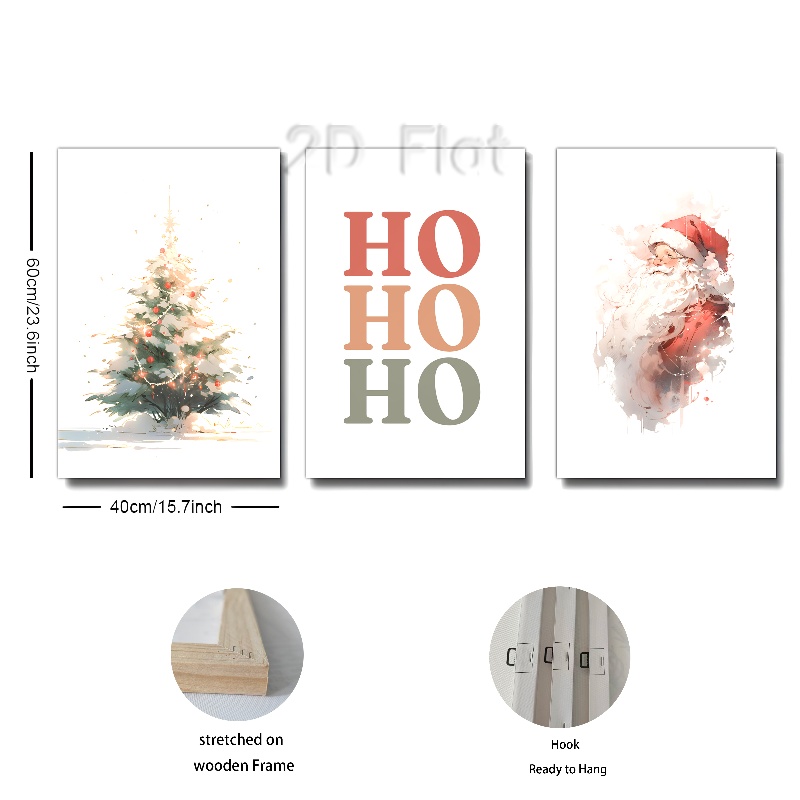 2D Flat
60cm/23.6inch
HO
HO
HO
40cm/15.7inch
stretched on
wooden Frame
Hook
Ready to Hang